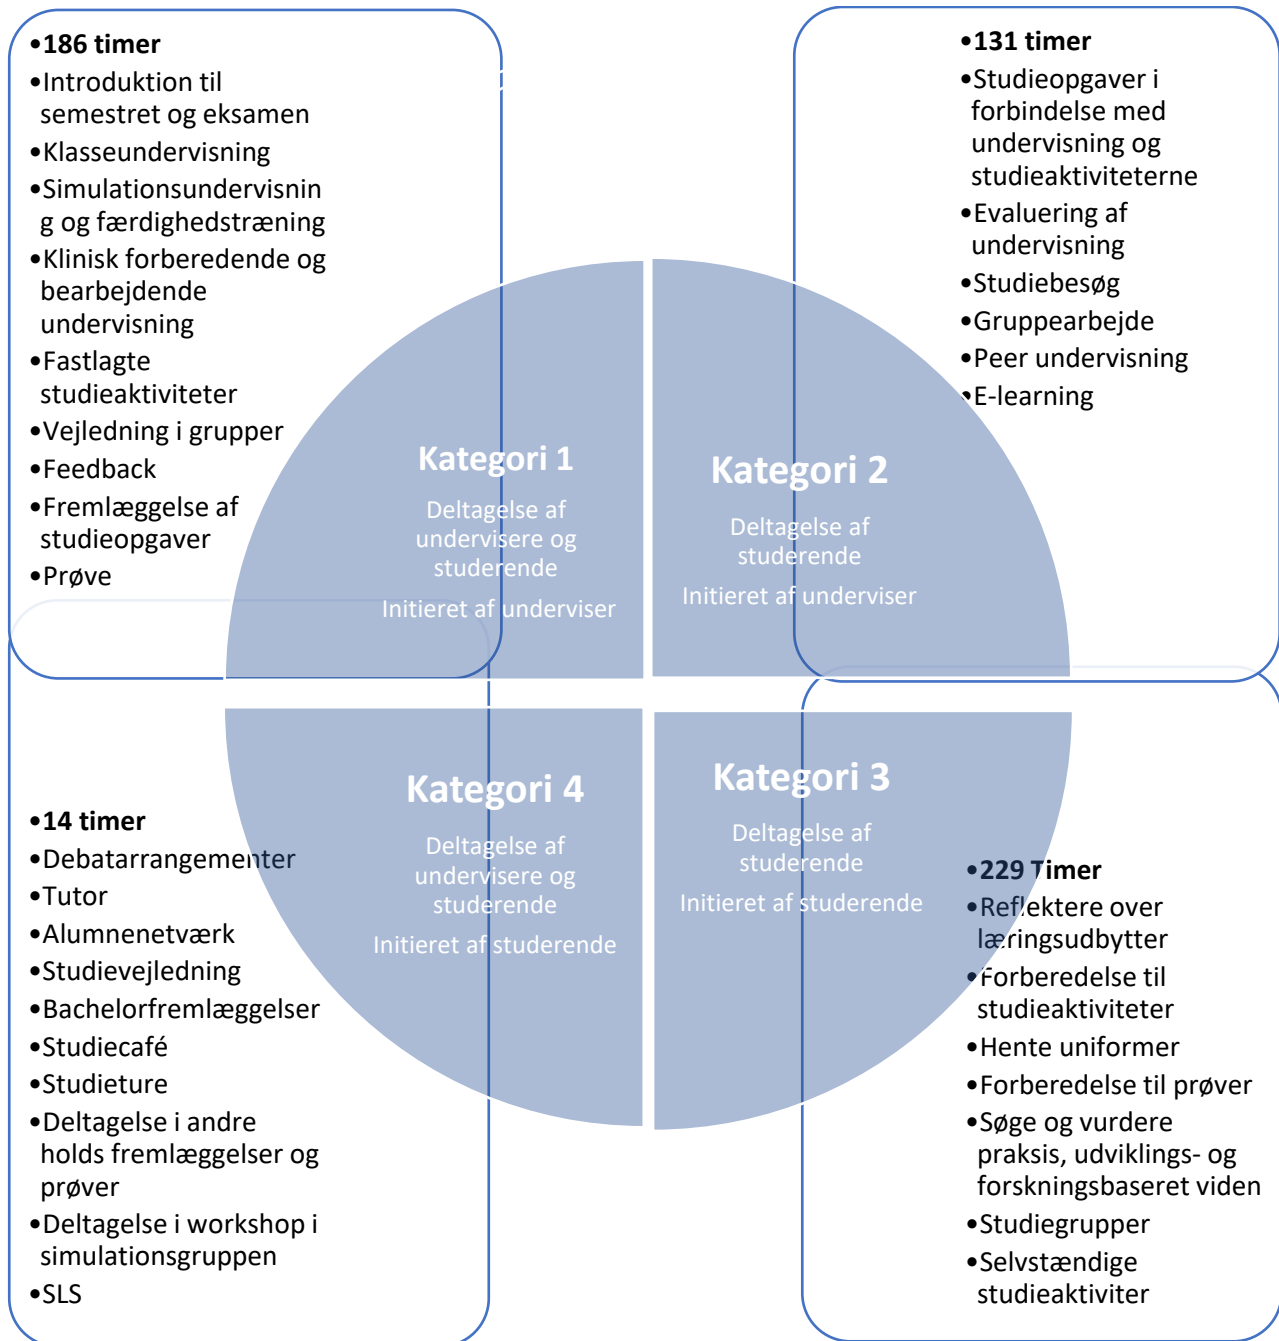 •186 timer
•Introduktion til
semestret og eksamen
•Klasseundervisning
•Simulationsundervisnin
g og færdighedstræning
•Klinisk forberedende og
bearbejdende
undervisning
•Fastlagte
studieaktiviteter
•Vejledning i grupper
•Feedback
•Fremlæggelse af
studieopgaver
•Prøve
•131 timer
•Studieopgaver i
forbindelse med
undervisning og
studieaktiviteterne
•Evaluering af
undervisning
•Studiebesøg
•Gruppearbejde
•Peer undervisning
•E-learning
Kategori 1
Deltagelse af
undervisere og
studerende
Initieret af underviser
Kategori 2
Deltagelse af
studerende
Initieret af underviser
Kategori 4
Deltagelse af
undervisere og
studerende
Initieret af studerende
Kategori 3
Deltagelse af
studerende
Initieret af studerende
•14 timer
•Debatarrangementer
•Tutor
•Alumnenetværk
•Studievejledning
•Bachelorfremlæggelser
•Studiecafé
•Studieture
•Deltagelse i andre
holds fremlæggelser og
prøver
•Deltagelse i workshop i
simulationsgruppen
•SLS
•229 Timer
•Reflektere over
læringsudbytter
•Forberedelse til
studieaktiviteter
•Hente uniformer
•Forberedelse til prøver
•Søge og vurdere
praksis, udviklings- og
forskningsbaseret viden
•Studiegrupper
•Selvstændige
studieaktiviter